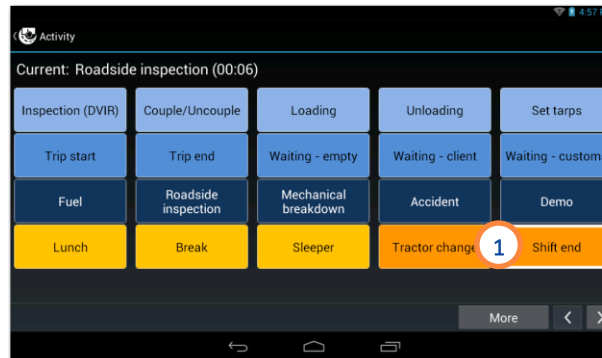 4:57
Activity
Current: Roadside inspection (00:06)
Inspection (DVIR)
Couple/Uncouple
Loading
Unloading
Set tarps
Trip start
Trip end
Waiting - empty
Waiting - client
Waiting - custom
Fuel
Roadside
inspection
Mechanical
breakdown
Accident
Demo
Lunch
Break
Sleeper
Tractor change
1
Shift end
More